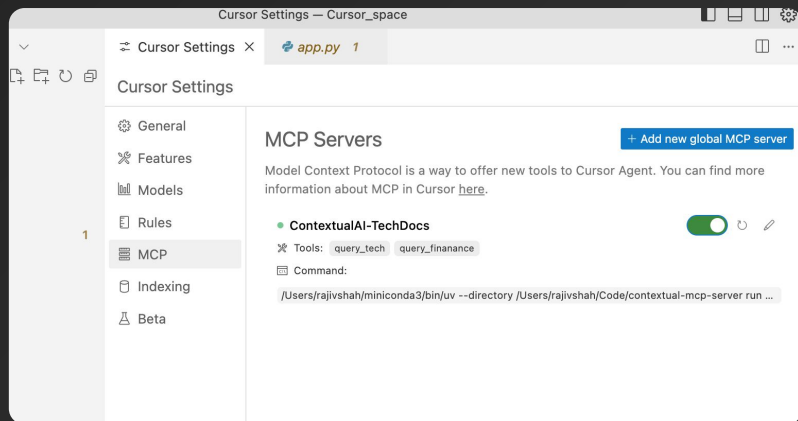 Cursor Settings — Cursor_space
Cursor Settings
app.py 1
Cursor Settings
General
Features
Models
Rules
MCP
Indexing
Beta
1
MCP Servers
+ Add new global MCP server
Model Context Protocol is a way to offer new tools to Cursor Agent. You can find more
information about MCP in Cursor here.
ContextualAI-TechDocs
Tools: query_tech query_finanance
Command:
/Users/rajivshah/miniconda3/bin/uv --directory /Users/rajivshah/Code/contextual-mcp-server run ...